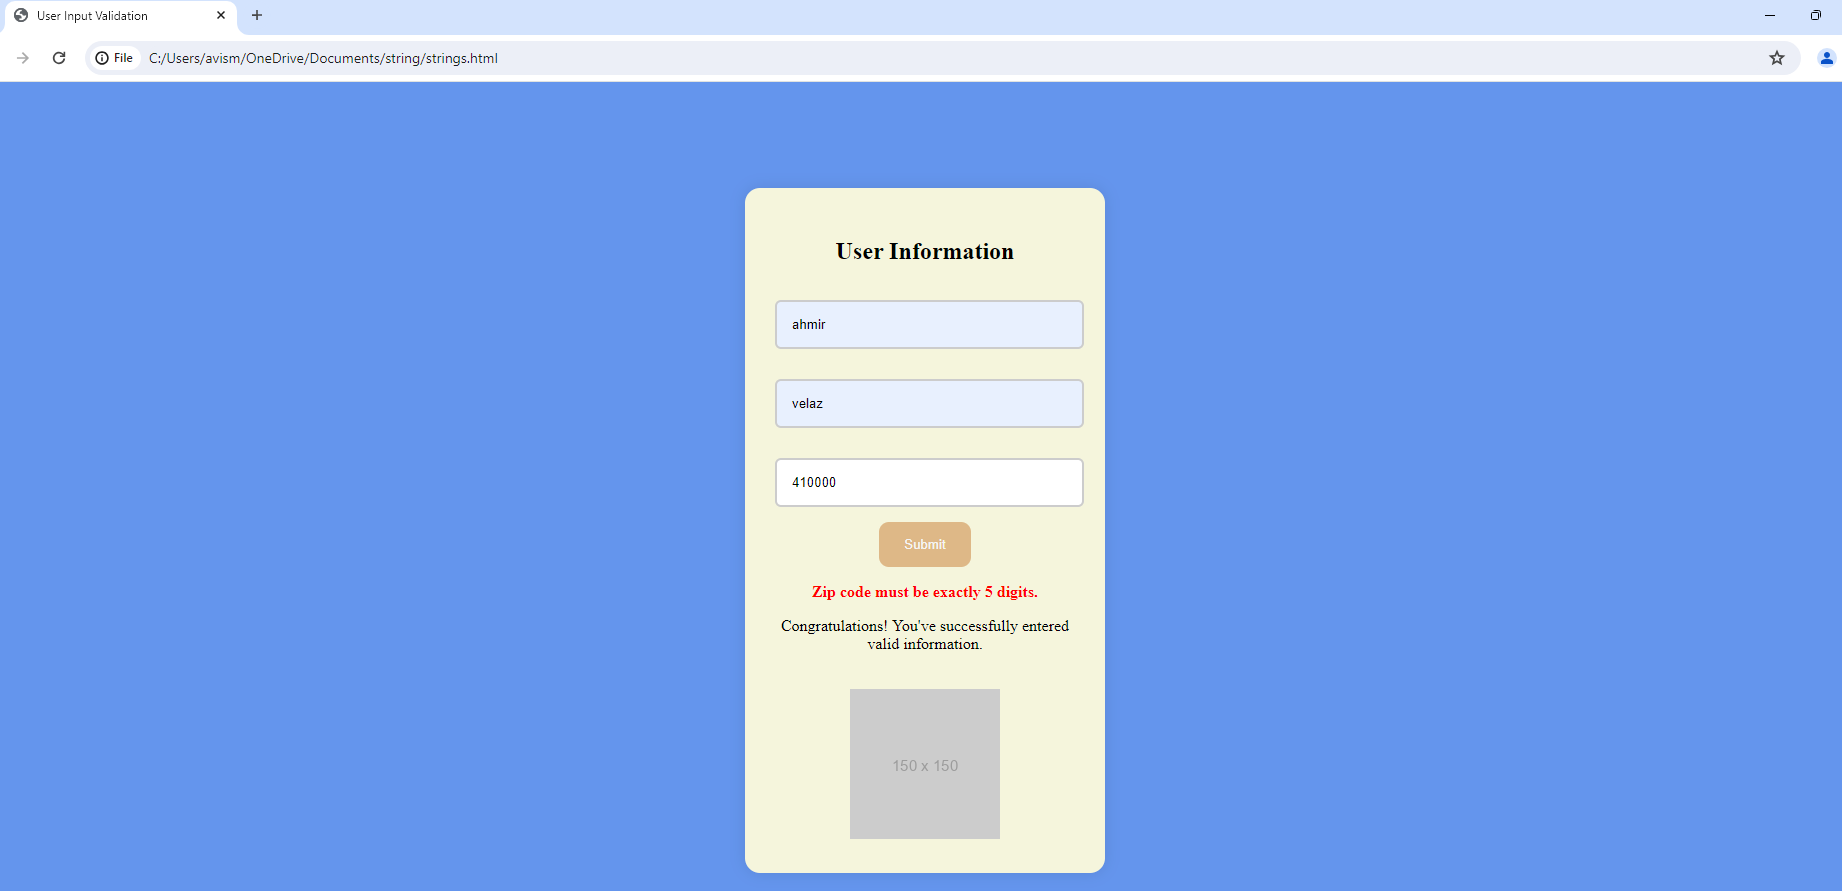 User Input Validation
File
C:/Users/avism/OneDrive/Documents/string/strings.html
User Information
ahmir
velaz
410000
Submit
Zip code must be exactly 5 digits.
Congratulations! You've successfully entered
valid information.
150 x 150